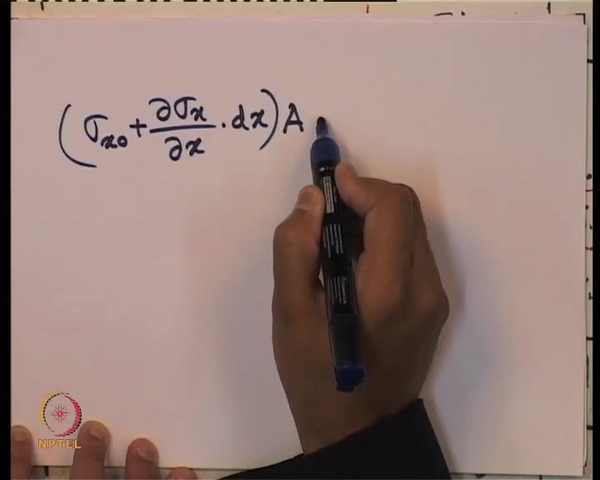 (σx0 + ∂σx/∂x · dx) A
NPTEL